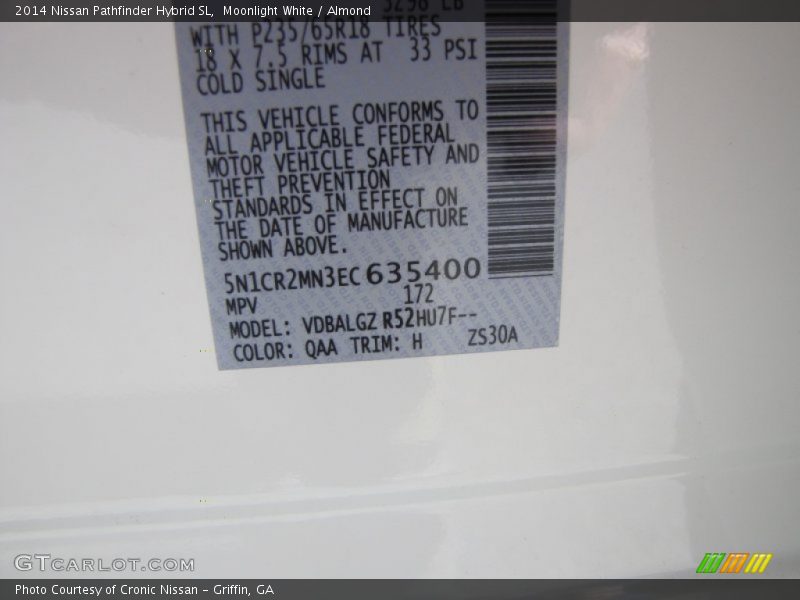 2014 Nissan Pathfinder Hybrid SL, Moonlight White / Almond
3298 LB
WITH P235/65R18 TIRES
18 X 7.5 RIMS AT 33 PSI
COLD SINGLE
THIS VEHICLE CONFORMS TO
ALL APPLICABLE FEDERAL
MOTOR VEHICLE SAFETY AND
THEFT PREVENTION
STANDARDS IN EFFECT ON
THE DATE OF MANUFACTURE
SHOWN ABOVE.
5N1CR2MN3EC635400
MPV 172
MODEL: VDBALGZ R52HU7F--
COLOR: QAA TRIM: H ZS30A
GTCARLOT.COM
Photo Courtesy of Cronic Nissan – Griffin, GA